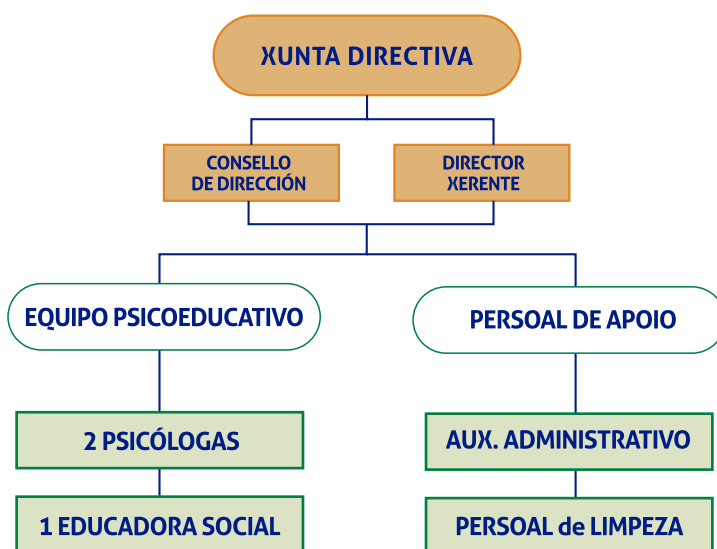 XUNTA DIRECTIVA
CONSELLO
DE DIRECCIÓN
DIRECTOR
XERENTE
EQUIPO PSICOEDUCATIVO
PERSOAL DE APOIO
2 PSICÓLOGAS
AUX. ADMINISTRATIVO
1 EDUCADORA SOCIAL
PERSOAL de LIMPEZA